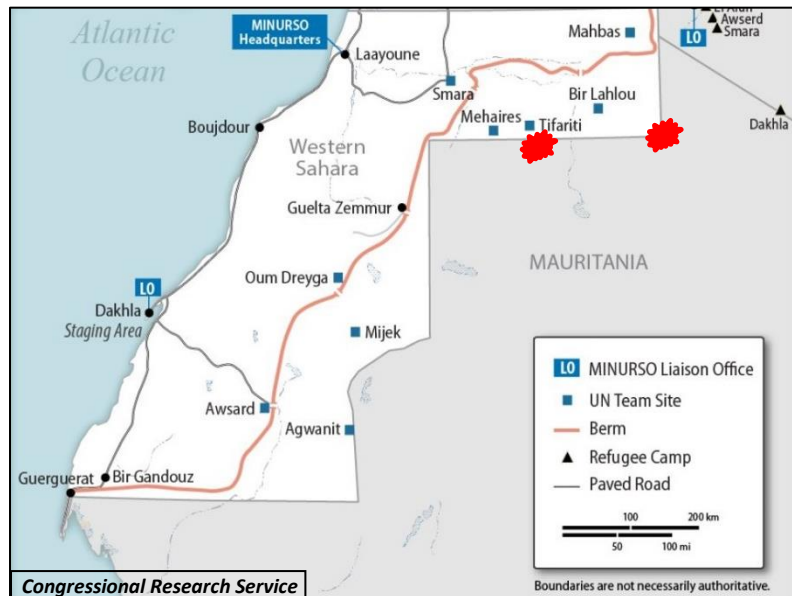 Atlantic
Ocean
MINURSO
Headquarters
Laayoune
Mahbas
LO
Awserd
Smara
Smara
Bir Lahlou
Mehaires
Tifariti
Dakhla
Boujdour
Western
Sahara
Guelta Zemmur
MAURITANIA
Oum Dreyga
LO
Dakhla
Staging Area
Mijek
Awsard
Agwanit
Guerguerat
Bir Gandouz
LO MINURSO Liaison Office
UN Team Site
Berm
Refugee Camp
Paved Road
100 200 km
50 100 mi
Congressional Research Service
Boundaries are not necessarily authoritative.